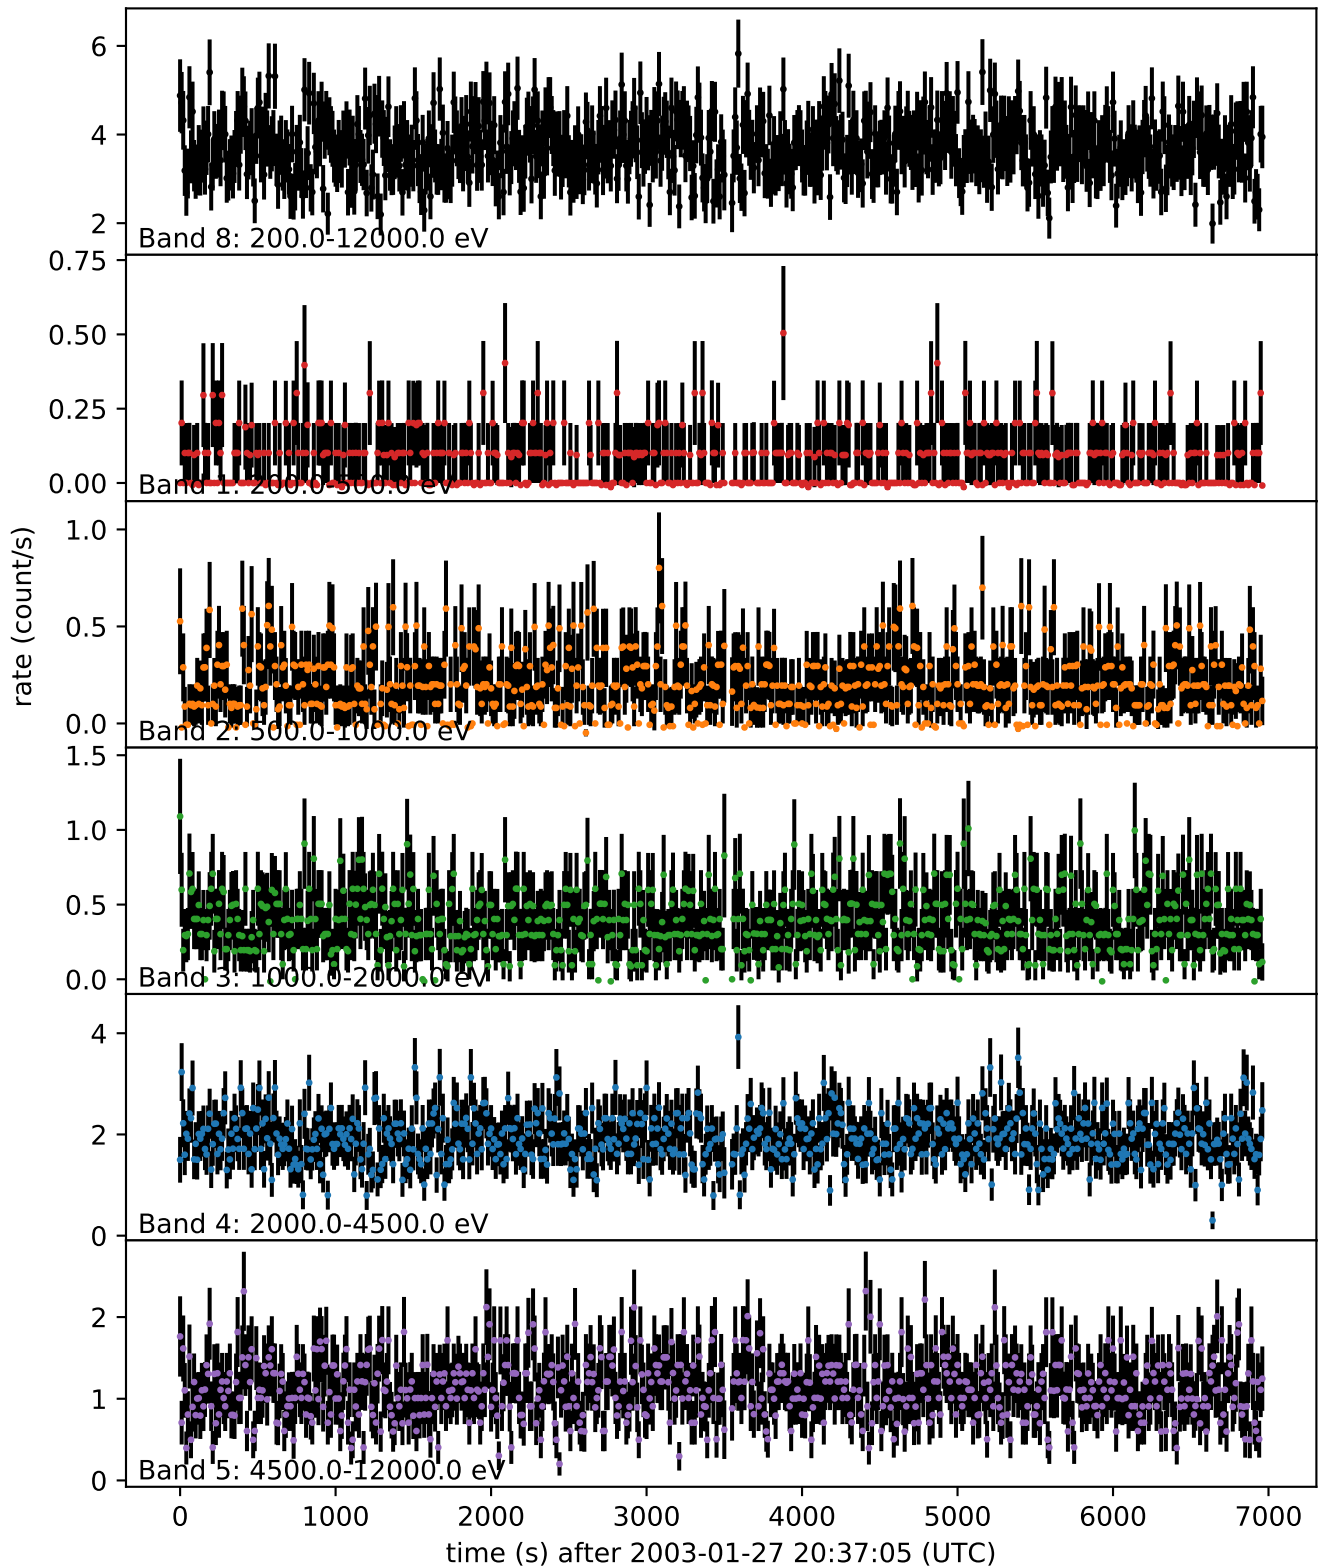 6
4
2
Band 8: 200.0-12000.0 eV
0.75
0.50
0.25
0.00
Band 1: 200.0-500.0 eV
rate (count/s)
1.0
0.5
0.0
Band 2: 500.0-1000.0 eV
1.5
1.0
0.5
0.0
Band 3: 1000.0-2000.0 eV
4
2
0
Band 4: 2000.0-4500.0 eV
2
1
0
Band 5: 4500.0-12000.0 eV
0 1000 2000 3000 4000 5000 6000 7000
time (s) after 2003-01-27 20:37:05 (UTC)